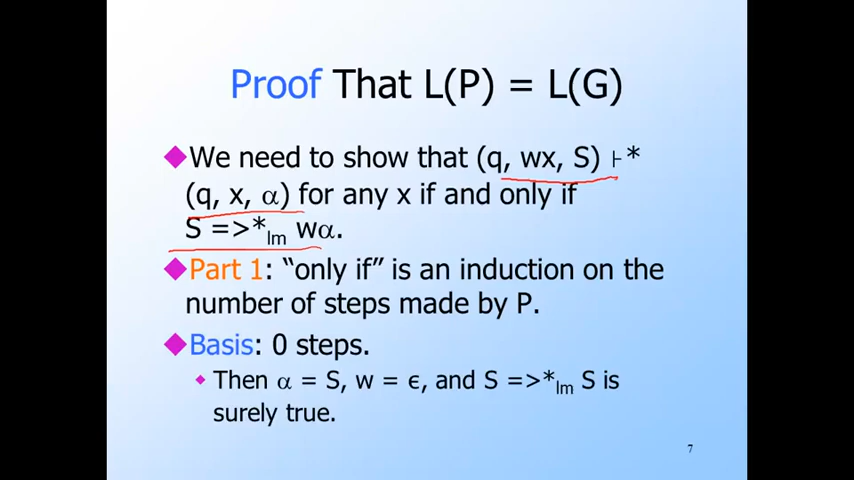 Proof That L(P) = L(G)
◆We need to show that (q, wx, S) ⊦*
(q, x, α) for any x if and only if
S =>*lm wα.
◆Part 1: “only if” is an induction on the
number of steps made by P.
◆Basis: 0 steps.
◆ Then α = S, w = ϵ, and S =>*lm S is
surely true.
7